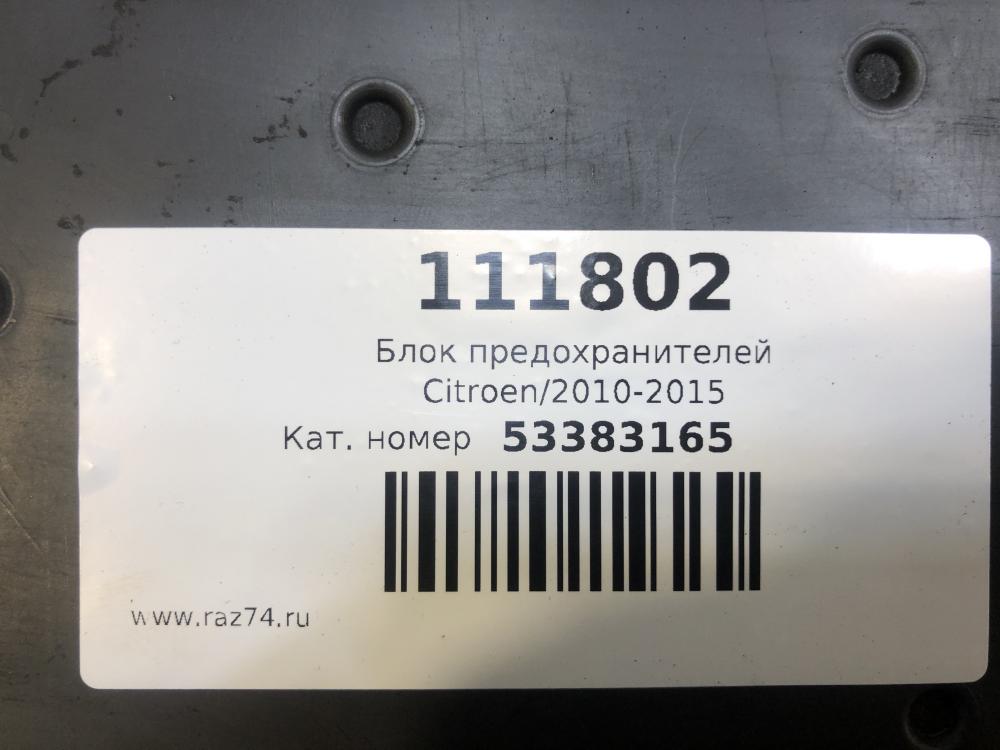 111802
Блок предохранителей
Citroen/2010-2015
Кат. номер 53383165
www.raz74.ru